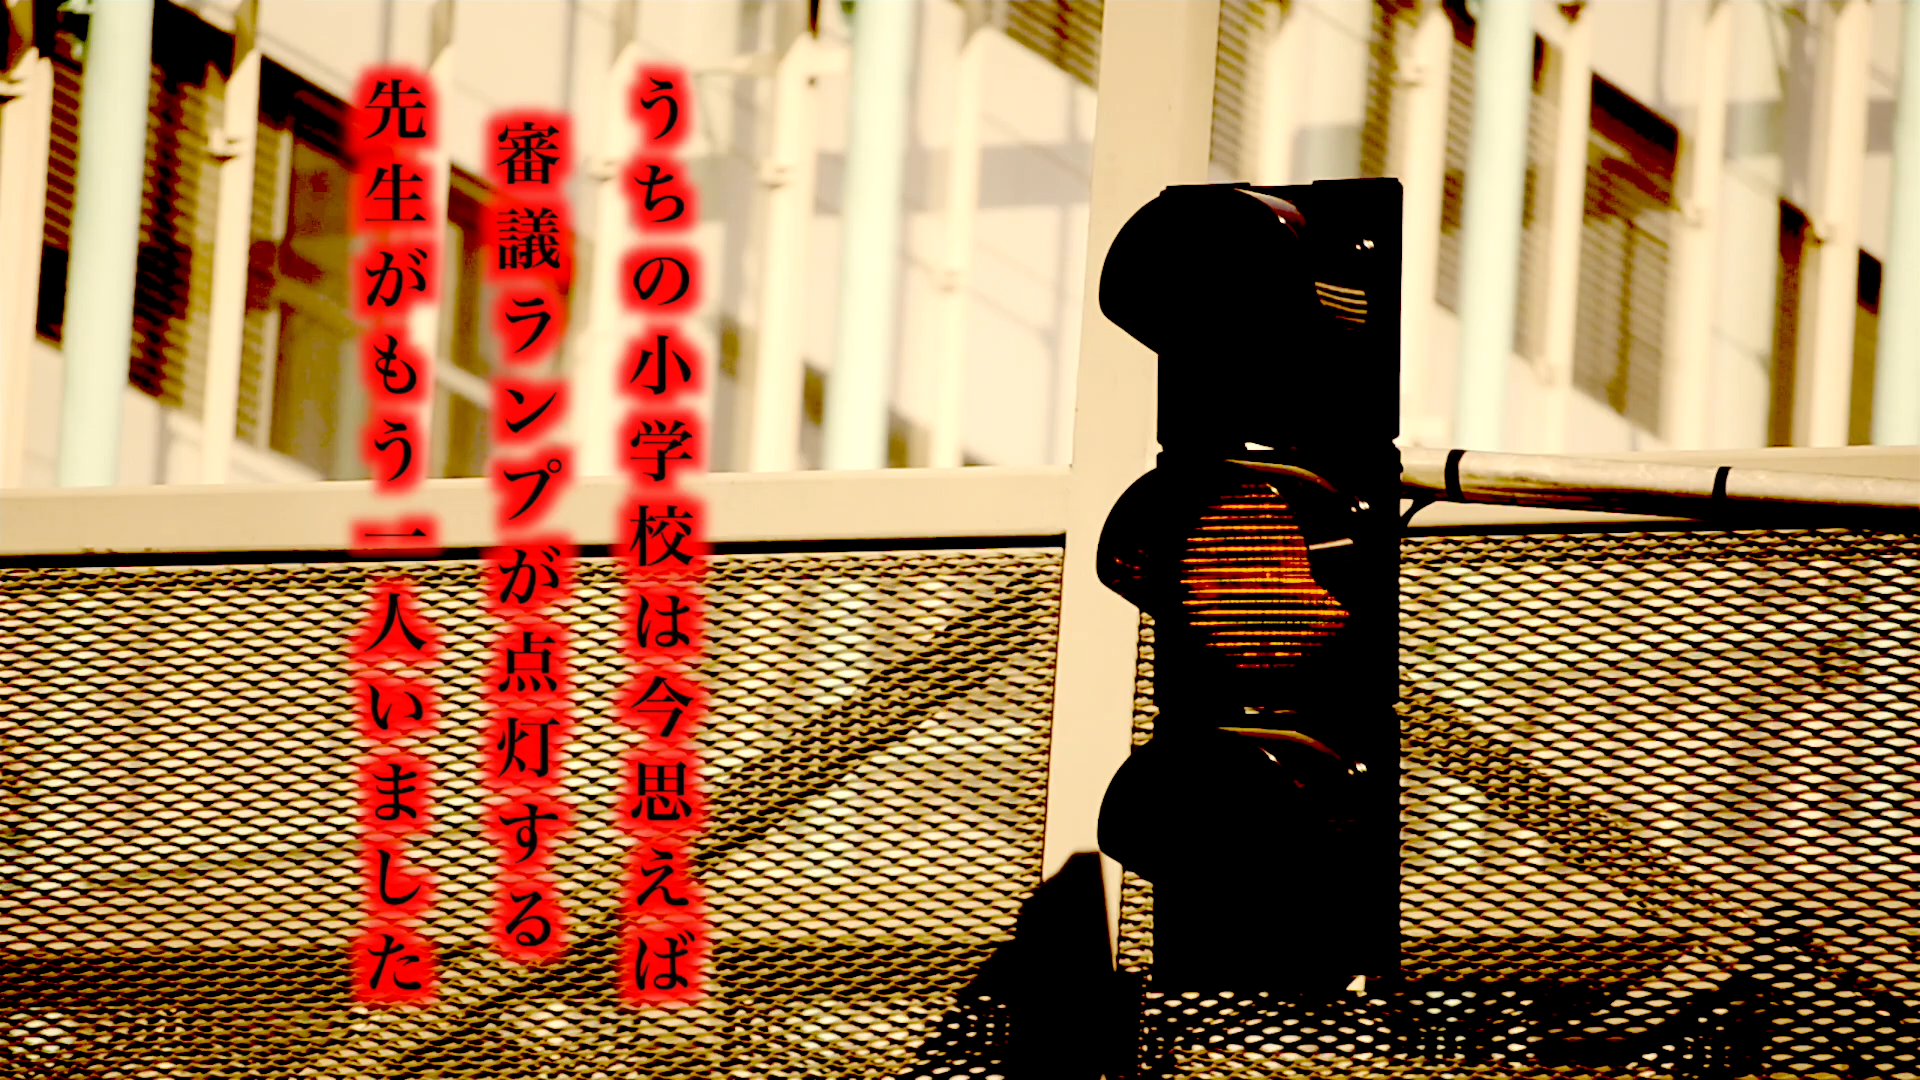 うちの小学校は今思えば
審議ランプが点灯する
先生がもう一人いました